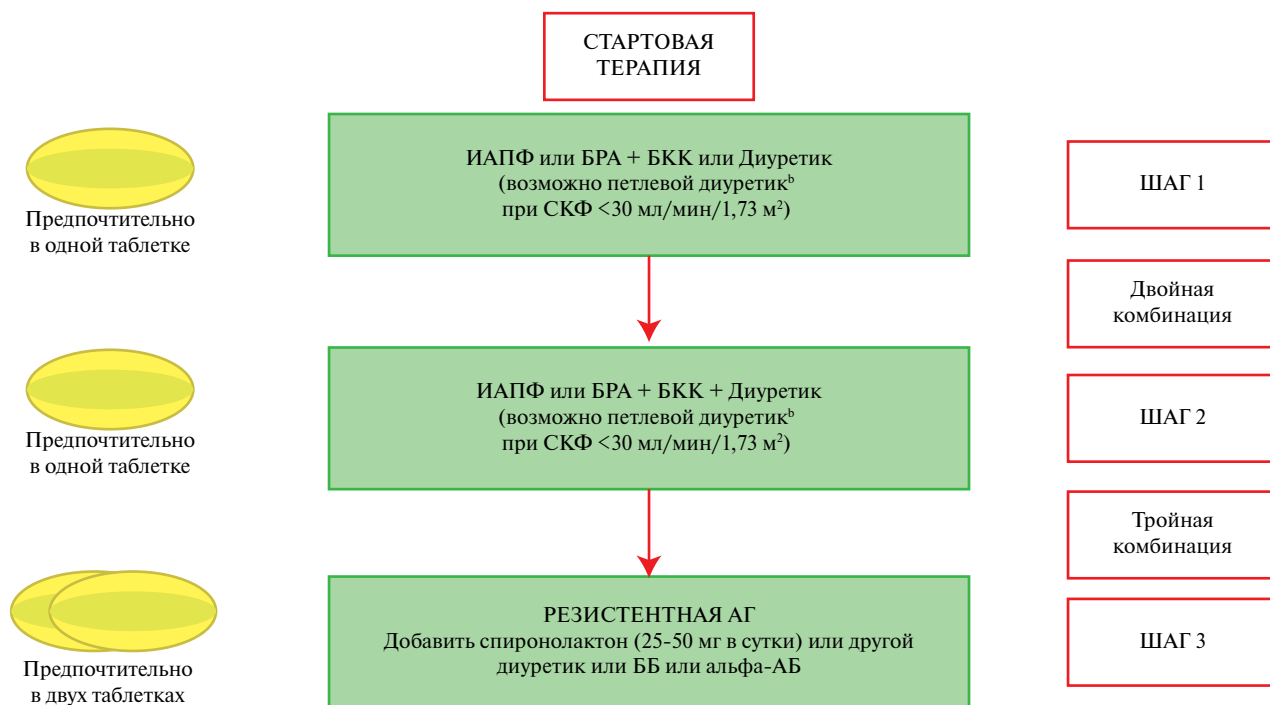 СТАРТОВАЯ
ТЕРАПИЯ
ИАПФ или БРА + БКК или Диуретик
(возможно петлевой диуретикᵇ
при СКФ <30 мл/мин/1,73 м²)
Предпочтительно
в одной таблетке
ШАГ 1
Двойная
комбинация
ИАПФ или БРА + БКК + Диуретик
(возможно петлевой диуретикᵇ
при СКФ <30 мл/мин/1,73 м²)
Предпочтительно
в одной таблетке
ШАГ 2
Тройная
комбинация
РЕЗИСТЕНТНАЯ АГ
Добавить спиронолактон (25-50 мг в сутки) или другой
диуретик или ББ или альфа-АБ
Предпочтительно
в двух таблетках
ШАГ 3